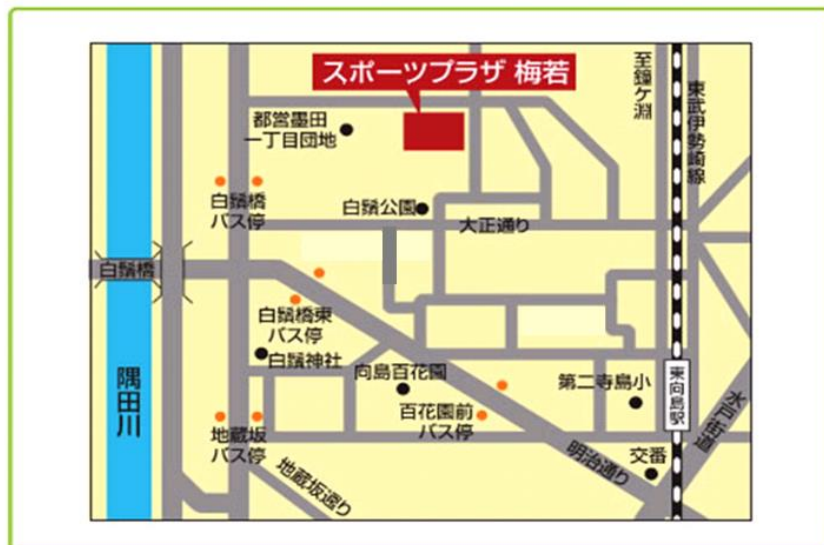 スポーツプラザ 梅若
至鐘ケ淵
東武伊勢崎線
都営墨田
一丁目団地
白鬚橋
バス停
白鬚公園
大正通り
白鬚橋
白鬚橋東
バス停
白鬚神社
向島百花園
百花園前
バス停
第二寺島小
東向島駅
水戸街道
隅田川
地蔵坂
バス停
地蔵坂通り
明治通り
交番